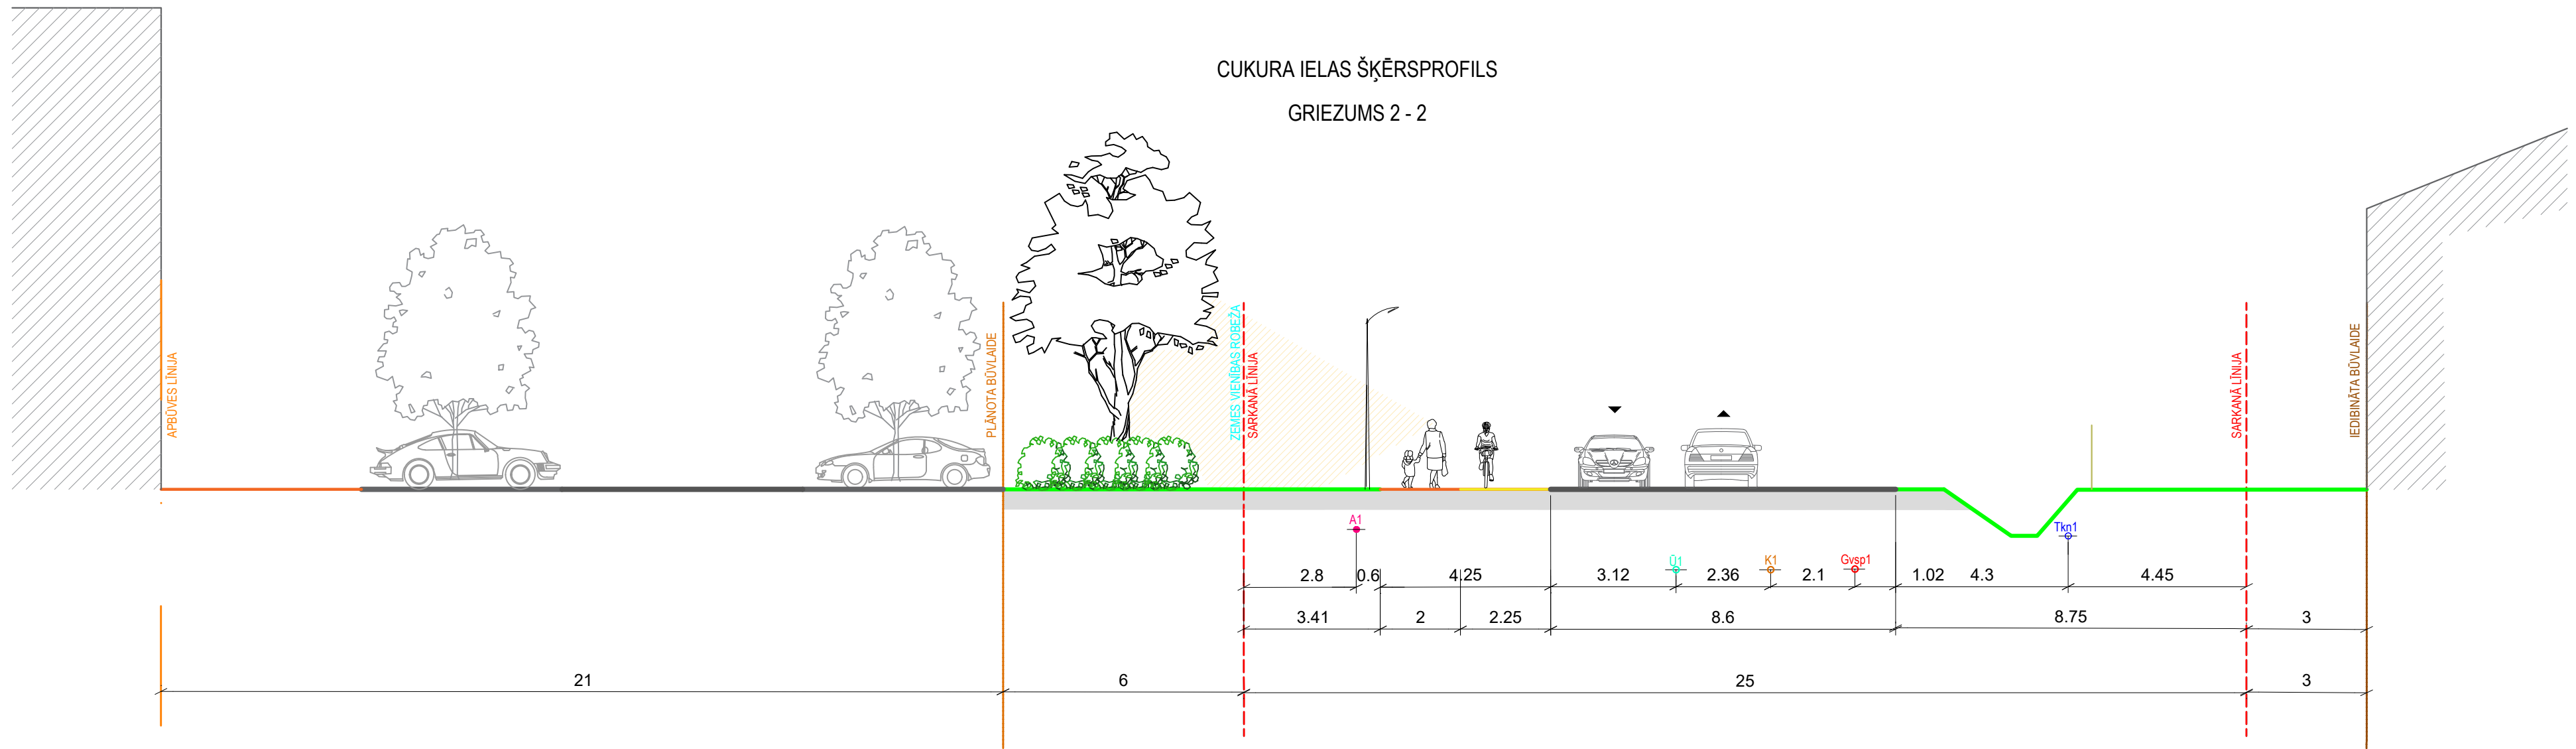 CUKURA IELAS ŠĶĒRSPROFILS
GRIEZUMS 2 - 2
APBŪVES LĪNIJA
PLĀNOTA BŪVLAIDE
ZEMES VIENĪBAS ROBEŽA
SARKANĀ LĪNIJA
SARKANĀ LĪNIJA
IEDIBINĀTA BŪVLAIDE
A1
Ū1
K1
Gvsp1
Tkn1
2.8 0.6 4.25 3.12 2.36 2.1 1.02 4.3 4.45
3.41 2 2.25 8.6 8.75 3
21 6 25 3